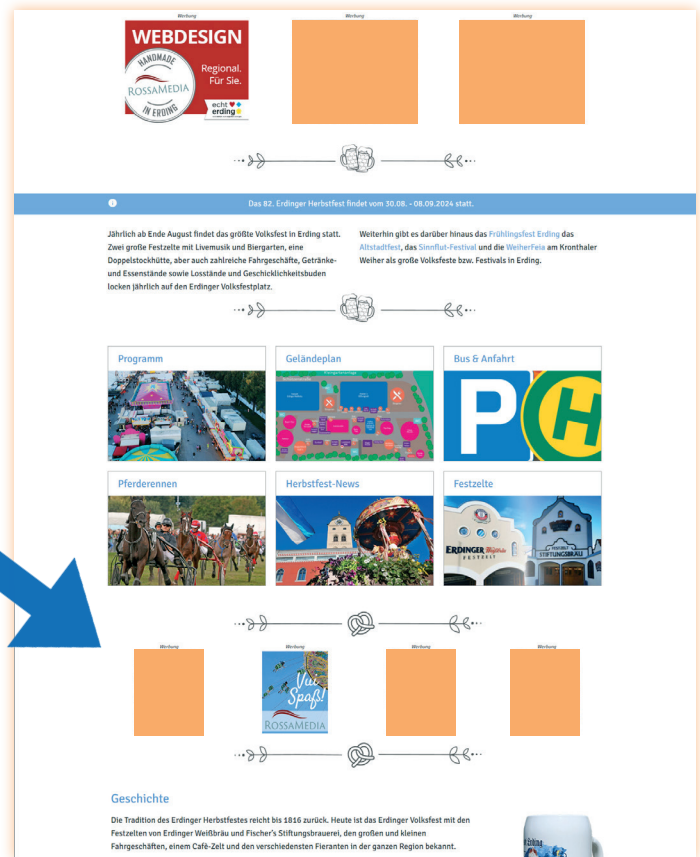 Werbung
Werbung
Werbung
WEBDESIGN
HANDMADE
ROSSAMEDIA
IN ERDING
Regional.
Für Sie.
echt
erding
Das 82. Erdinger Herbstfest findet vom 30.08. - 08.09.2024 statt.
Jährlich ab Ende August findet das größte Volksfest in Erding statt.
Zwei große Festzelte mit Livemusik und Biergarten, eine
Doppelstockhütte, aber auch zahlreiche Fahrgeschäfte, Getränke-
und Essenstände sowie Losstände und Geschicklichkeitsbuden
locken jährlich auf den Erdinger Volksfestplatz.
Weiterhin gibt es darüber hinaus das Frühlingsfest Erding das
Altstadtfest, das Sinnflut-Festival und die WeiherFeia am Kronthaler
Weiher als große Volksfeste bzw. Festivals in Erding.
Programm
Geländeplan
Bus & Anfahrt
P H
Pferderennen
Herbstfest-News
Festzelte
ERDINGER Weißbräu
FESTZELT
FESTZELT
STIFTUNGSBRÄU
Werbung
Werbung
Werbung
Werbung
Vui
Spaß!
ROSSAMEDIA
Geschichte
Die Tradition des Erdinger Herbstfestes reicht bis 1816 zurück. Heute ist das Erdinger Volksfest mit den
Festzelten von Erdinger Weißbräu und Fischer's Stiftungsbrauerei, den großen und kleinen
Fahrgeschäften, einem Café-Zelt und den verschiedensten Fieranten in der ganzen Region bekannt.